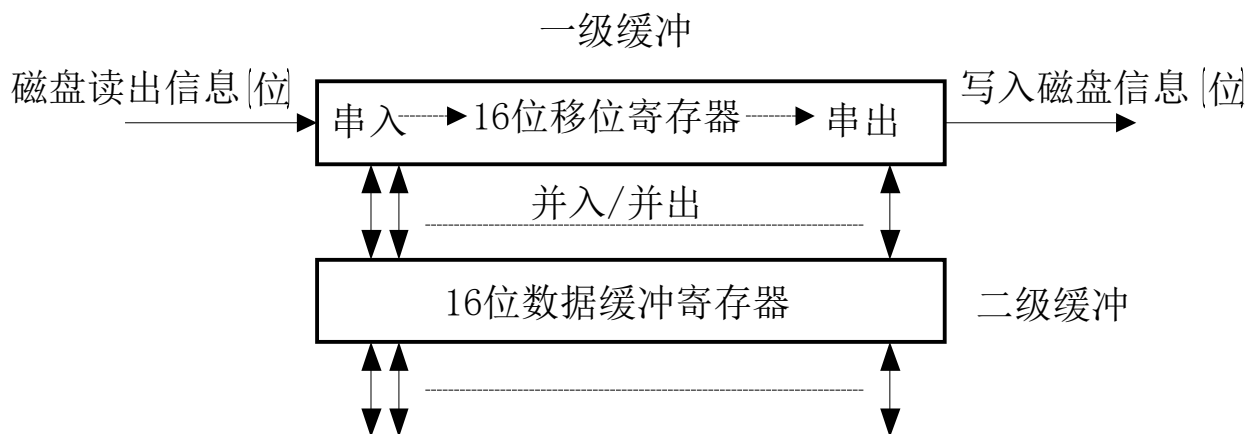 一级缓冲
磁盘读出信息[位]
写入磁盘信息[位]
串入
16位移位寄存器
串出
并入/并出
16位数据缓冲寄存器
二级缓冲